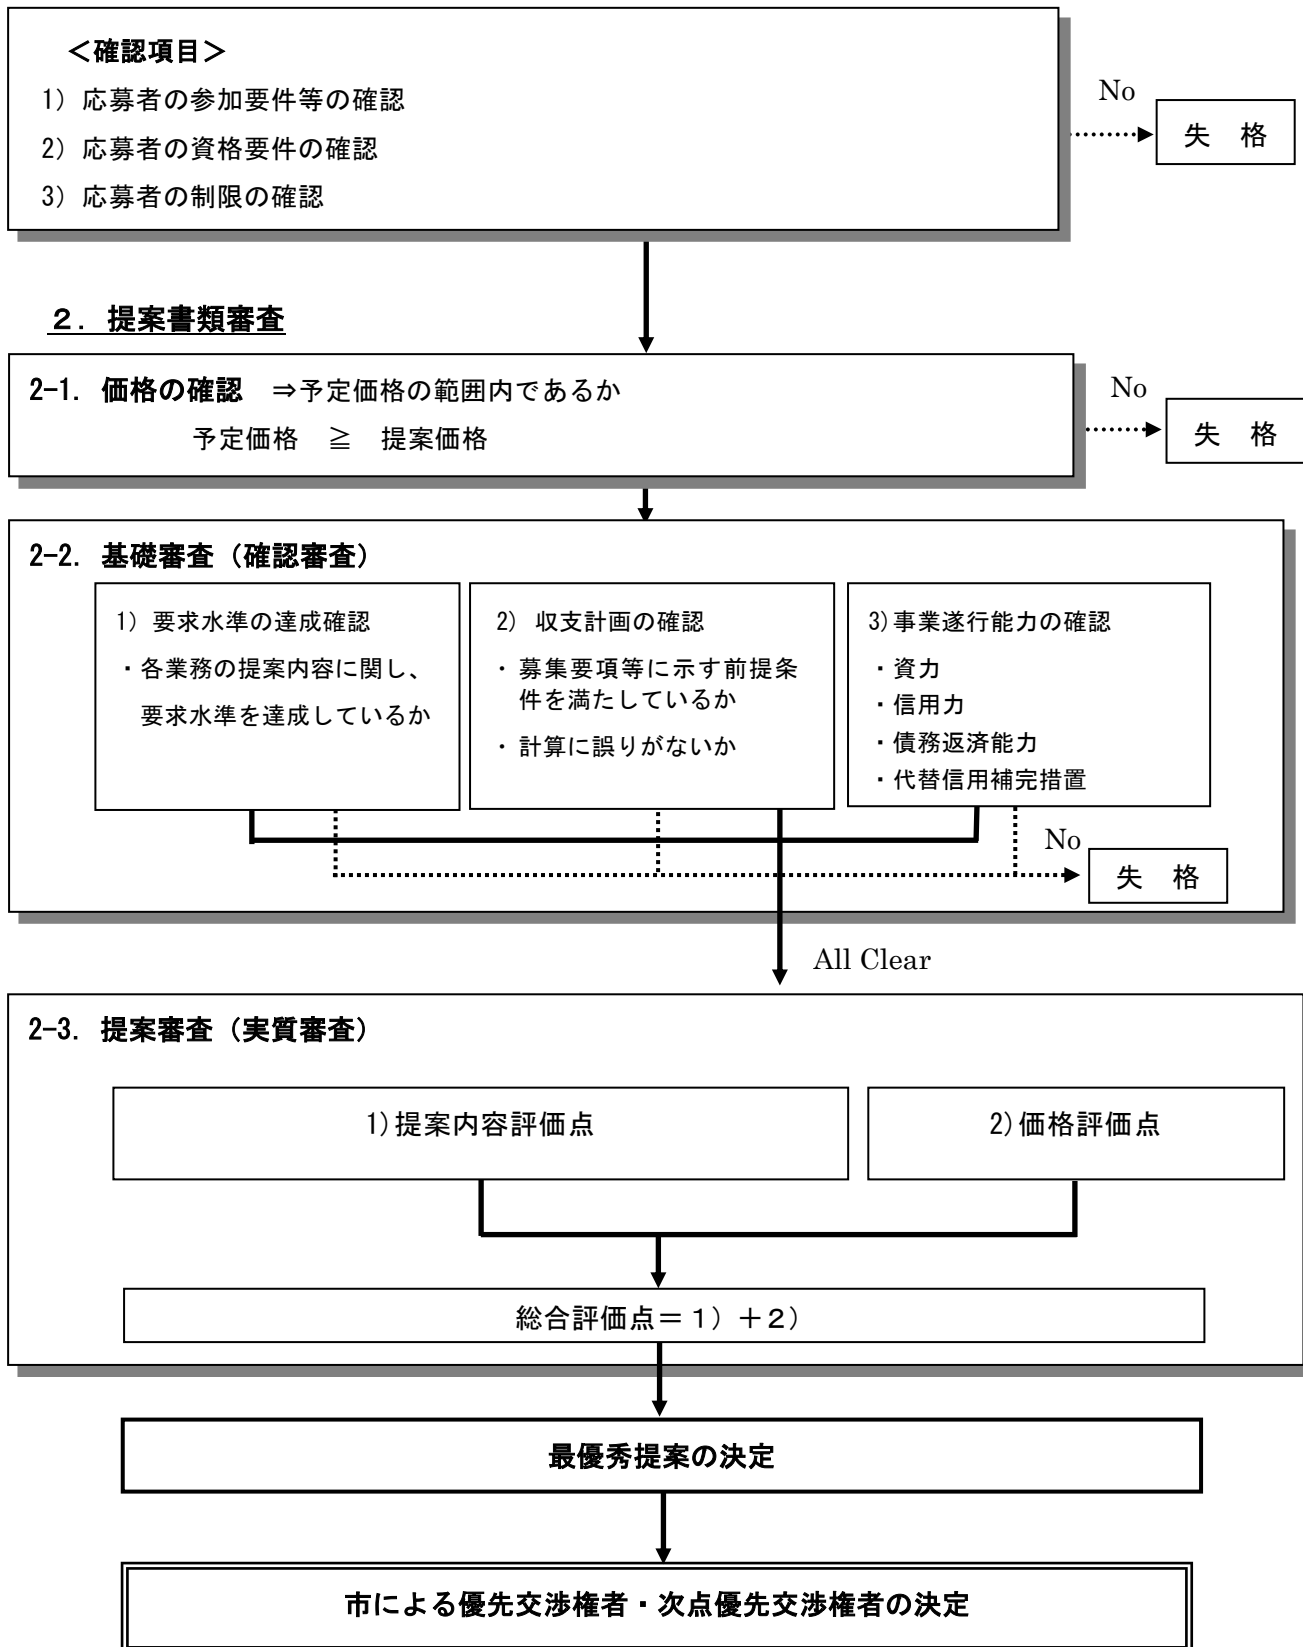 ＜確認項目＞
1) 応募者の参加要件等の確認
2) 応募者の資格要件の確認
3) 応募者の制限の確認
No
失　格
２．提案書類審査
2-1. 価格の確認　⇒予定価格の範囲内であるか
予定価格　≧　提案価格
No
失　格
2-2. 基礎審査（確認審査）
1) 要求水準の達成確認
・各業務の提案内容に関し、
要求水準を達成しているか
2) 収支計画の確認
・ 募集要項等に示す前提条
件を満たしているか
・ 計算に誤りがないか
3)事業遂行能力の確認
・資力
・信用力
・債務返済能力
・代替信用補完措置
No
失　格
All Clear
2-3. 提案審査（実質審査）
1)提案内容評価点
2)価格評価点
総合評価点＝１）＋２）
最優秀提案の決定
市による優先交渉権者・次点優先交渉権者の決定